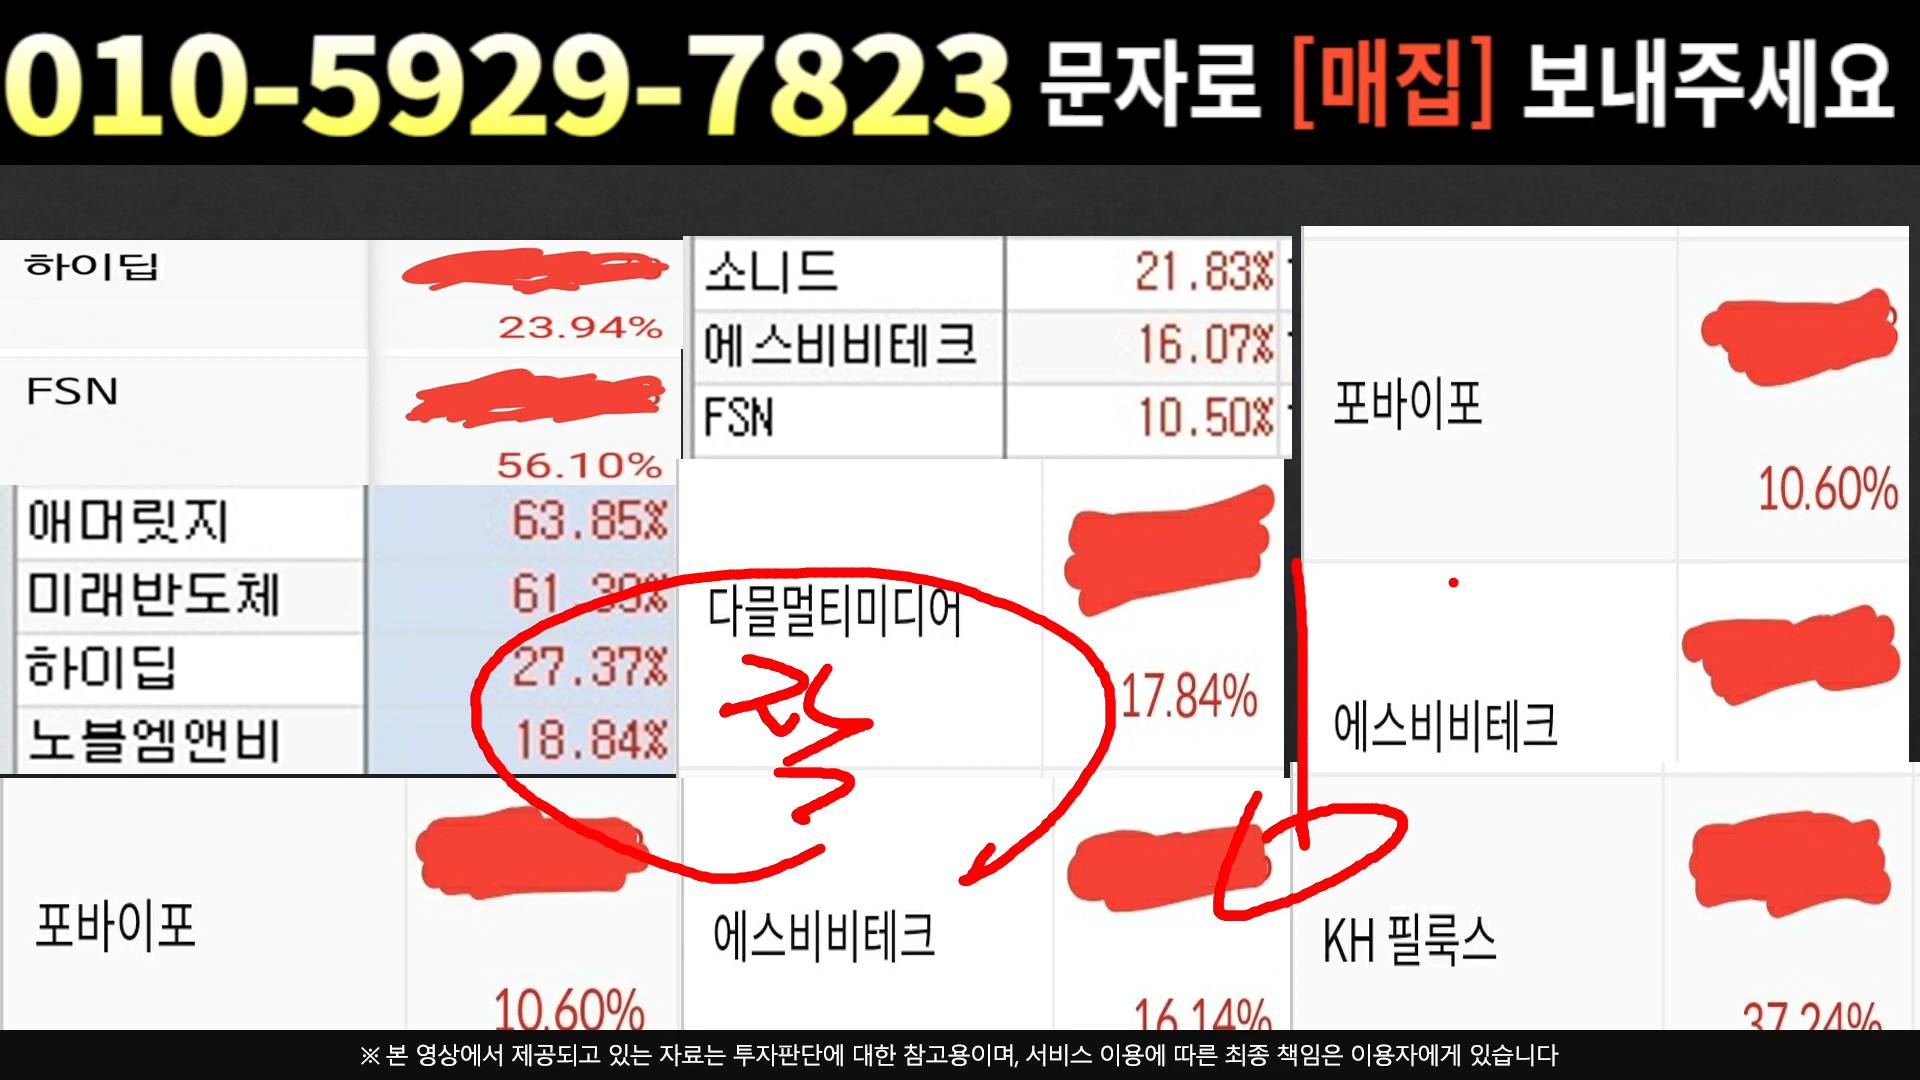 010-5929-7823 문자로 [매집] 보내주세요
하이딥
23.94%
FSN
56.10%
애머릿지 63.85%
미래반도체 61.39%
하이딥 27.37%
노블엠앤비 18.84%
소니드 21.83%
에스비비테크 16.07%
FSN 10.50%
다믈멀티미디어
17.84%
포바이포
10.60%
에스비비테크
포바이포
10.60%
에스비비테크
16.14%
KH 필룩스
37.24%
※ 본 영상에서 제공되고 있는 자료는 투자판단에 대한 참고용이며, 서비스 이용에 따른 최종 책임은 이용자에게 있습니다